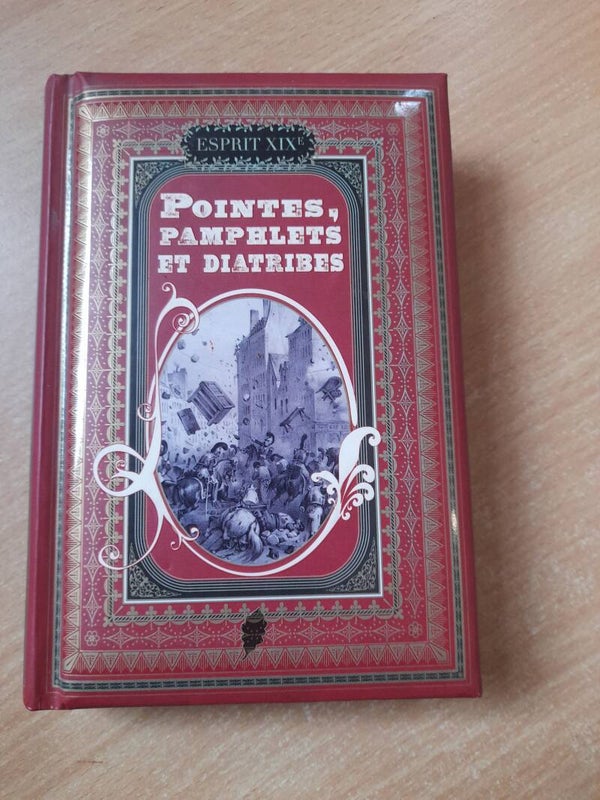 ESPRIT XIXE
POINTES,
PAMPHLETS
ET DIATRIBES